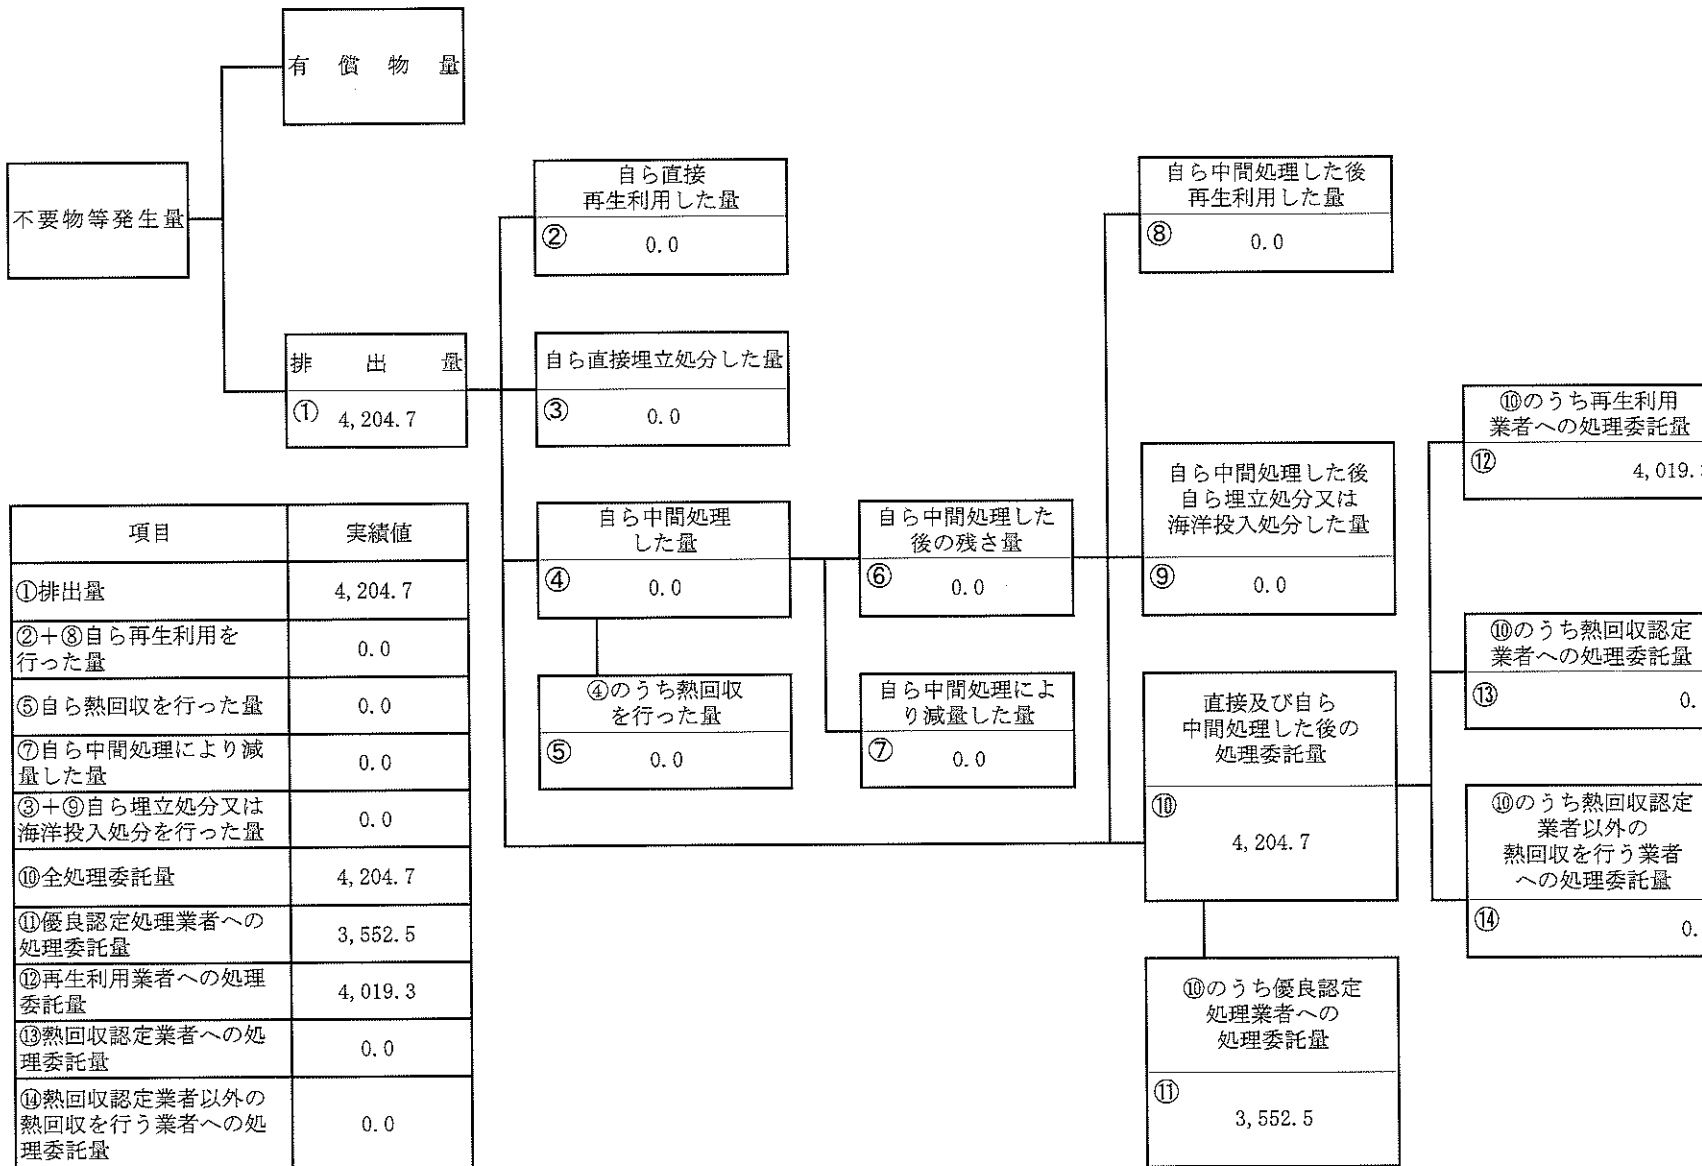 有償物量
不要物等発生量
排出量
① 4,204.7
自ら直接
再生利用した量
② 0.0
自ら直接埋立処分した量
③ 0.0
自ら中間処理
した量
④ 0.0
④のうち熱回収
を行った量
⑤ 0.0
自ら中間処理した
後の残さ量
⑥ 0.0
自ら中間処理によ
り減量した量
⑦ 0.0
自ら中間処理した後
再生利用した量
⑧ 0.0
自ら中間処理した後
自ら埋立処分又は
海洋投入処分した量
⑨ 0.0
直接及び自ら
中間処理した後の
処理委託量
⑩
4,204.7
⑩のうち優良認定
処理業者への
処理委託量
⑪
3,552.5
⑩のうち再生利用
業者への処理委託量
⑫ 4,019.
⑩のうち熱回収認定
業者への処理委託量
⑬ 0.
⑩のうち熱回収認定
業者以外の
熱回収を行う業者
への処理委託量
⑭ 0.
項目 実績値
①排出量 4,204.7
②+⑧自ら再生利用を
行った量 0.0
⑤自ら熱回収を行った量 0.0
⑦自ら中間処理により減
量した量 0.0
③+⑨自ら埋立処分又は
海洋投入処分を行った量 0.0
⑩全処理委託量 4,204.7
⑪優良認定処理業者への
処理委託量 3,552.5
⑫再生利用業者への処理
委託量 4,019.3
⑬熱回収認定業者への処
理委託量 0.0
⑭熱回収認定業者以外の
熱回収を行う業者への処
理委託量 0.0